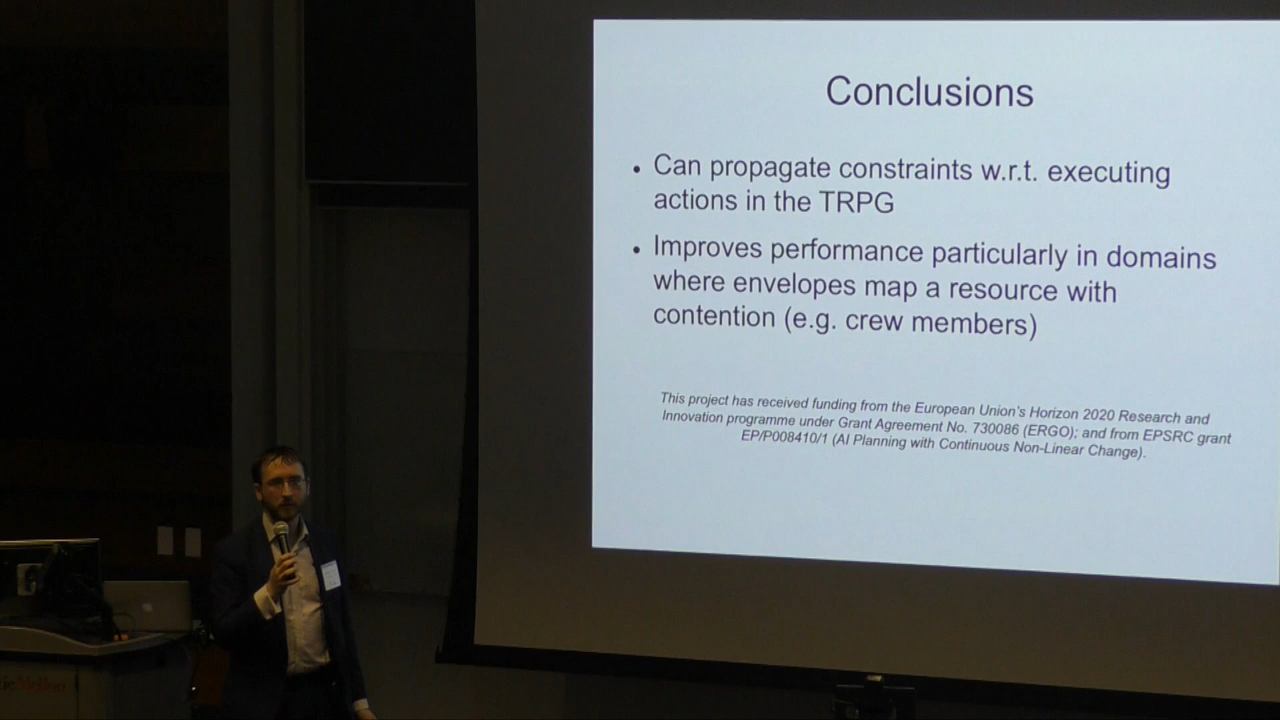 Conclusions
• Can propagate constraints w.r.t. executing
actions in the TRPG
• Improves performance particularly in domains
where envelopes map a resource with
contention (e.g. crew members)
This project has received funding from the European Union's Horizon 2020 Research and
Innovation programme under Grant Agreement No. 730086 (ERGO); and from EPSRC grant
EP/P008410/1 (AI Planning with Continuous Non-Linear Change).